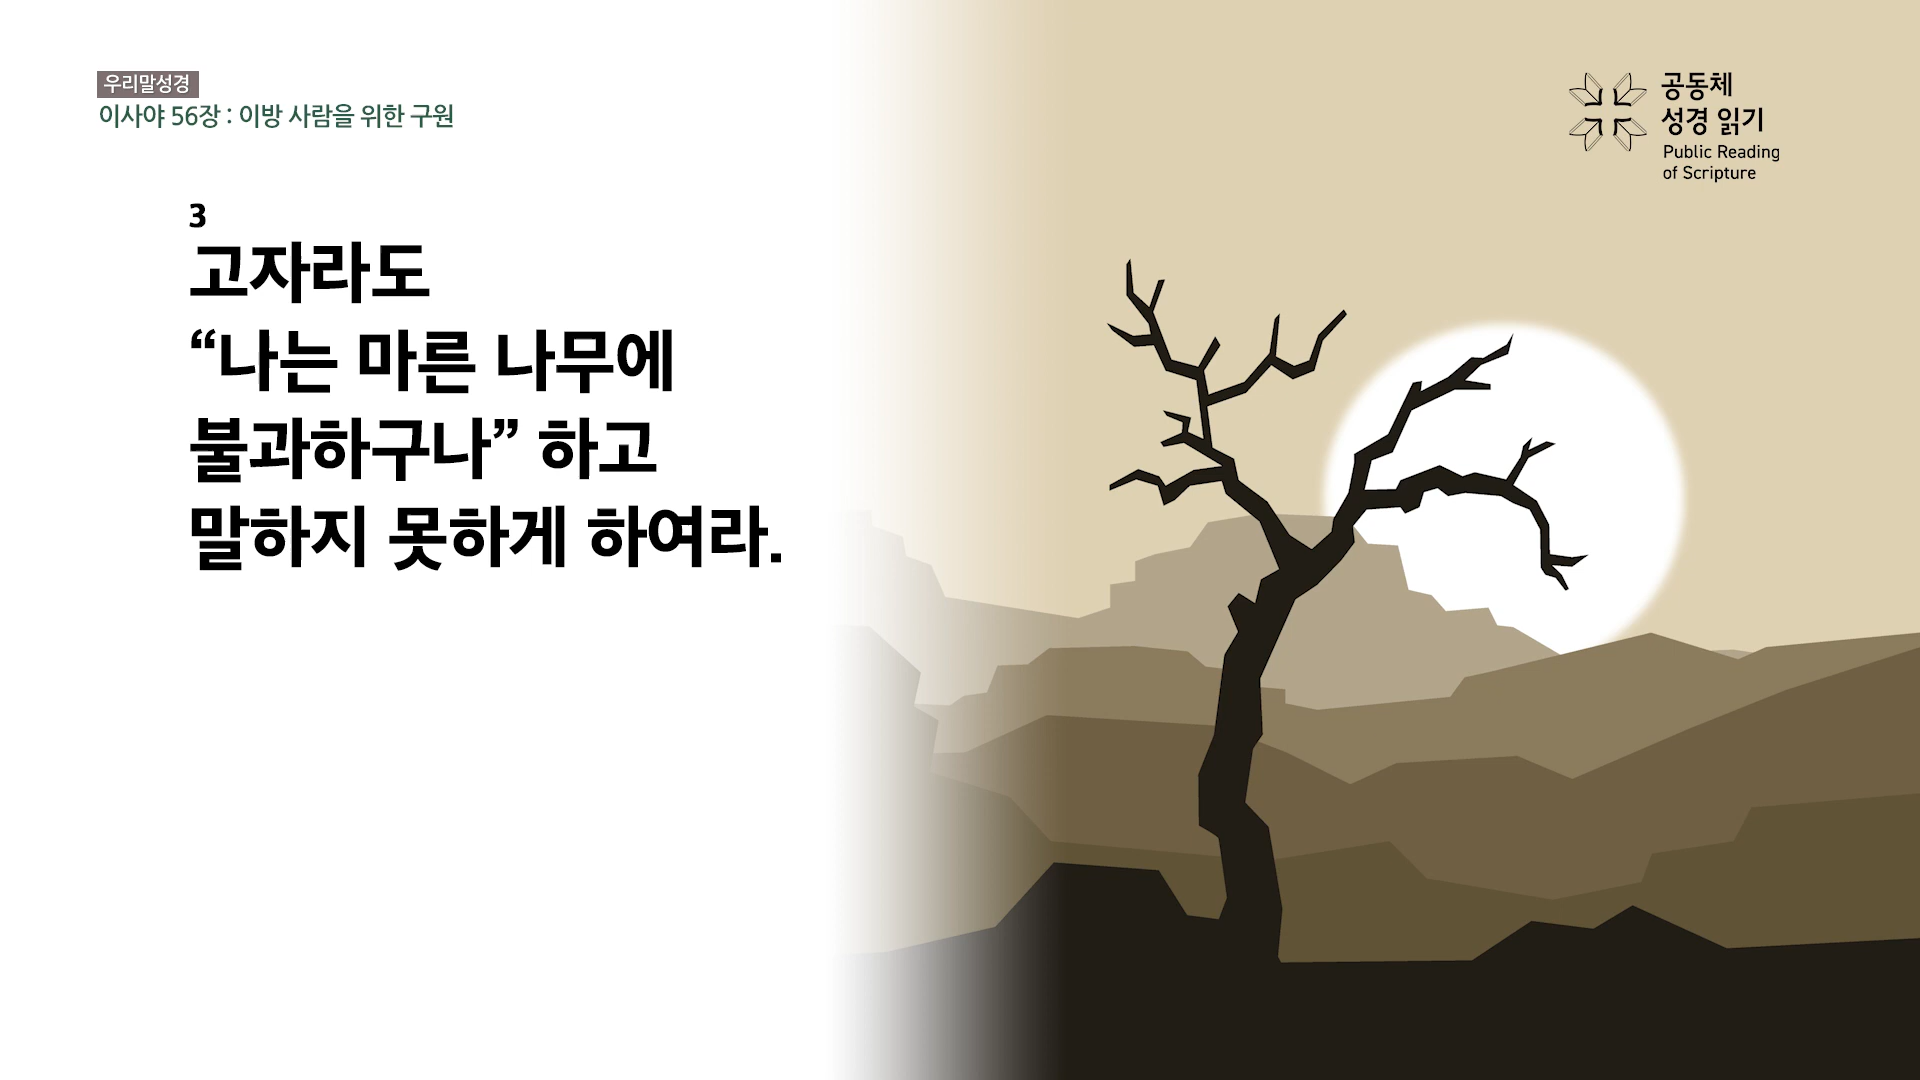 우리말성경
이사야 56장 : 이방 사람을 위한 구원
공동체
성경 읽기
Public Reading
of Scripture
3
고자라도
“나는 마른 나무에
불과하구나” 하고
말하지 못하게 하여라.